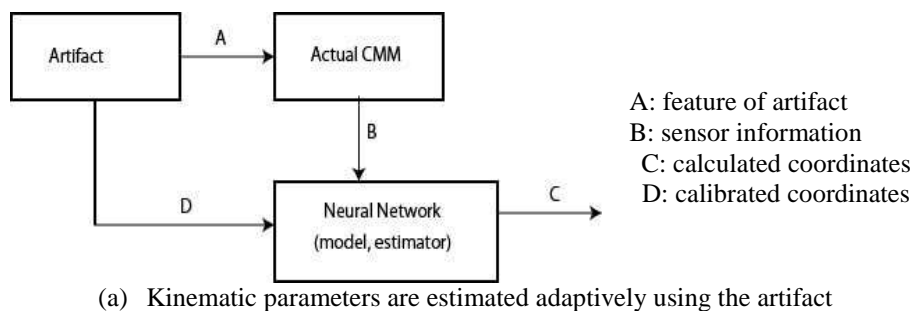 Artifact
A
Actual CMM
B
D
Neural Network
(model, estimator)
C
A: feature of artifact
B: sensor information
C: calculated coordinates
D: calibrated coordinates
(a) Kinematic parameters are estimated adaptively using the artifact